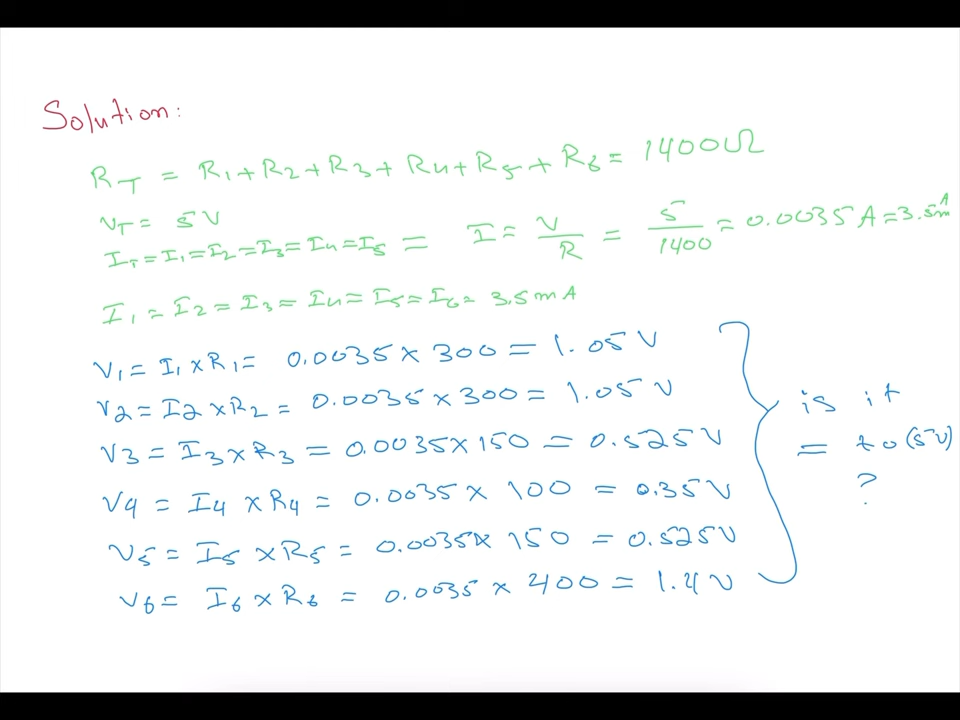 Solution:
RT = R1 + R2 + R3 + R4 + R5 + R6 = 1400Ω
VT = 5V
IT = I1 = I2 = I3 = I4 = I5 = I = V/R = 5/1400 = 0.0035A = 3.5mA
I1 = I2 = I3 = I4 = I5 = I6 = 3.5mA
V1 = I1 × R1 = 0.0035 × 300 = 1.05V
V2 = I2 × R2 = 0.0035 × 300 = 1.05V
V3 = I3 × R3 = 0.0035 × 150 = 0.525V
V4 = I4 × R4 = 0.0035 × 100 = 0.35V
V5 = I5 × R5 = 0.0035 × 150 = 0.525V
V6 = I6 × R6 = 0.0035 × 400 = 1.4V
is it
= to (5V)
?